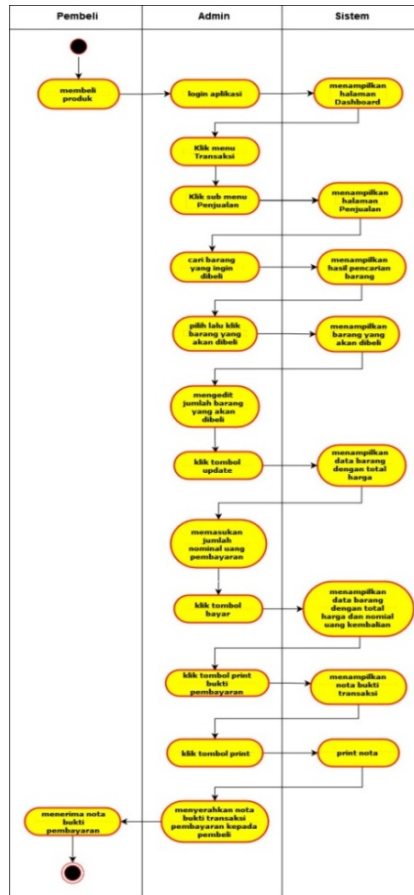 Pembeli
Admin
Sistem
membeli
produk
login aplikasi
menampilkan
halaman
Dashboard
Klik menu
Transaksi
Klik sub menu
Penjualan
menampilkan
halaman
Penjualan
cari barang
yang ingin
dibeli
menampilkan
hasil pencarian
barang
pilih lalu klik
barang yang
akan dibeli
menampilkan
barang yang
akan dibeli
mengedit
jumlah barang
yang akan
dibeli
klik tombol
update
menampilkan
data barang
dengan total
harga
memasukan
jumlah
nominal uang
pembayaran
klik tombol
bayar
menampilkan
data barang
dengan total
harga dan nomial
uang kembalian
klik tombol print
bukti
pembayaran
menampilkan
nota bukti
transaksi
klik tombol print
print nota
menyerahkan nota
bukti transaksi
pembayaran kepada
pembeli
menerima nota
bukti
pembayaran